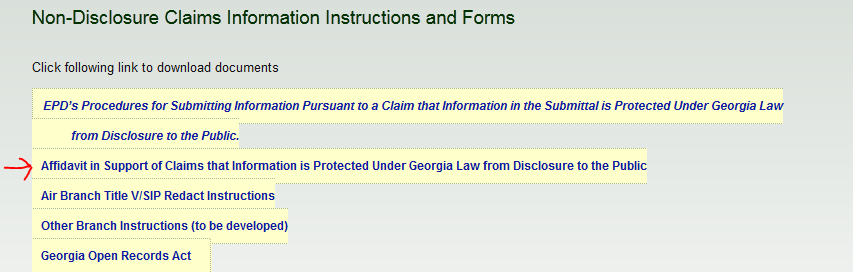 Non-Disclosure Claims Information Instructions and Forms
Click following link to download documents
EPD's Procedures for Submitting Information Pursuant to a Claim that Information in the Submittal is Protected Under Georgia Law
from Disclosure to the Public.
Affidavit in Support of Claims that Information is Protected Under Georgia Law from Disclosure to the Public
Air Branch Title V/SIP Redact Instructions
Other Branch Instructions (to be developed)
Georgia Open Records Act